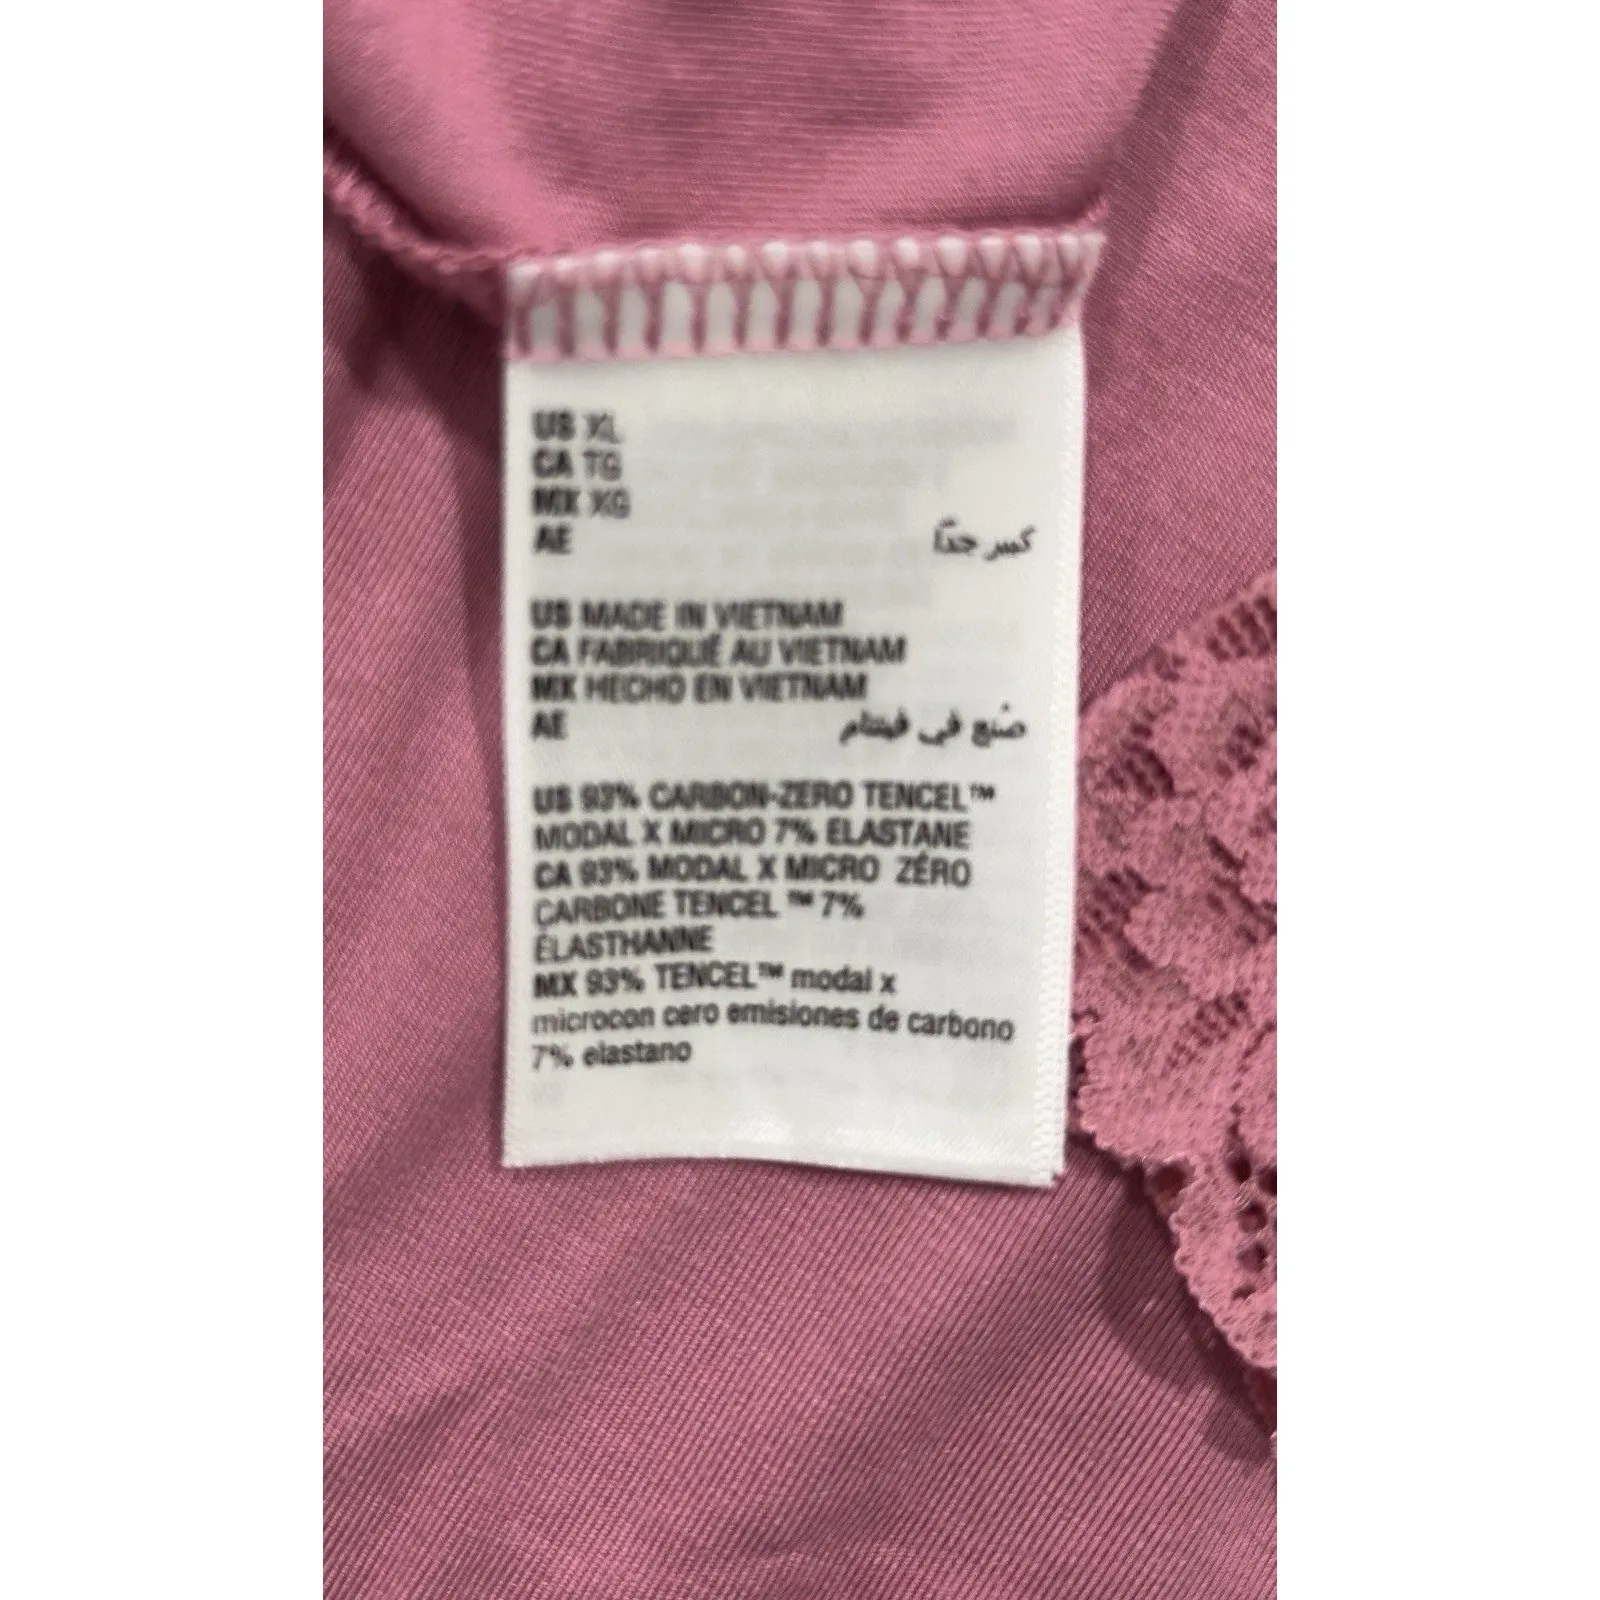 US XL
CA TG
MX XG
AE كبير جدًا
US MADE IN VIETNAM
CA FABRIQUÉ AU VIETNAM
MX HECHO EN VIETNAM
AE صُنع في فيتنام
US 93% CARBON-ZERO TENCEL™
MODAL X MICRO 7% ELASTANE
CA 93% MODAL X MICRO ZÉRO
CARBONE TENCEL ™ 7%
ÉLASTHANNE
MX 93% TENCEL™ modal x
microcon cero emisiones de carbono
7% elastano